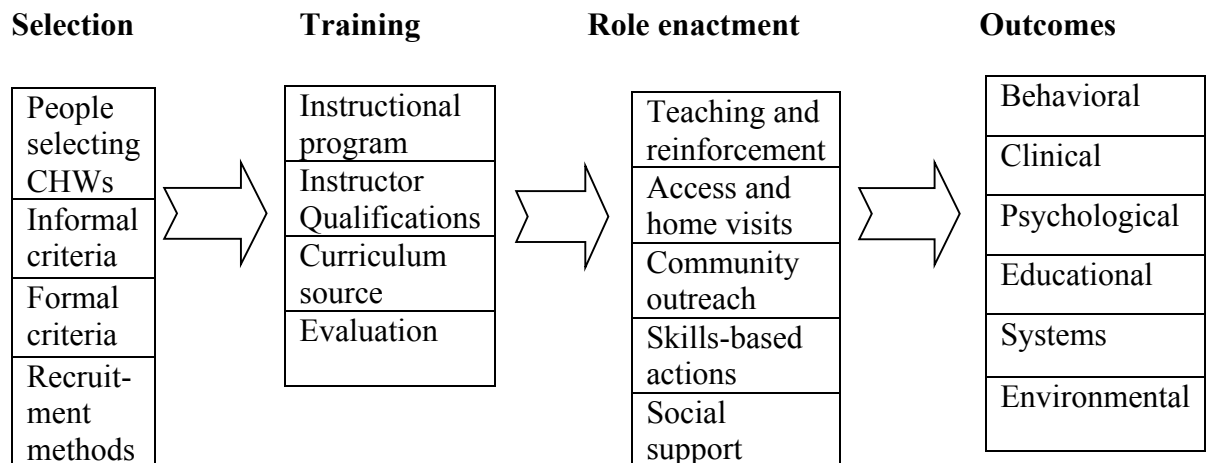 Selection
Training
Role enactment
Outcomes
People
selecting
CHWs
Informal
criteria
Formal
criteria
Recruit-
ment
methods
Instructional
program
Instructor
Qualifications
Curriculum
source
Evaluation
Teaching and
reinforcement
Access and
home visits
Community
outreach
Skills-based
actions
Social
support
Behavioral
Clinical
Psychological
Educational
Systems
Environmental